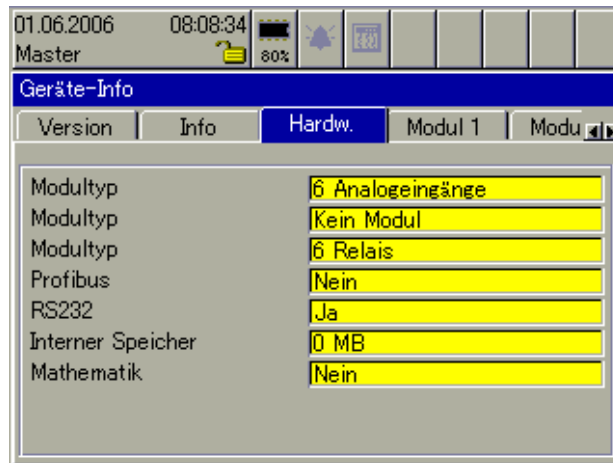 01.06.2006 08:08:34
Master 80%
Geräte-Info
Version Info Hardw. Modul 1 Modu
Modultyp 6 Analogeingänge
Modultyp Kein Modul
Modultyp 6 Relais
Profibus Nein
RS232 Ja
Interner Speicher 0 MB
Mathematik Nein